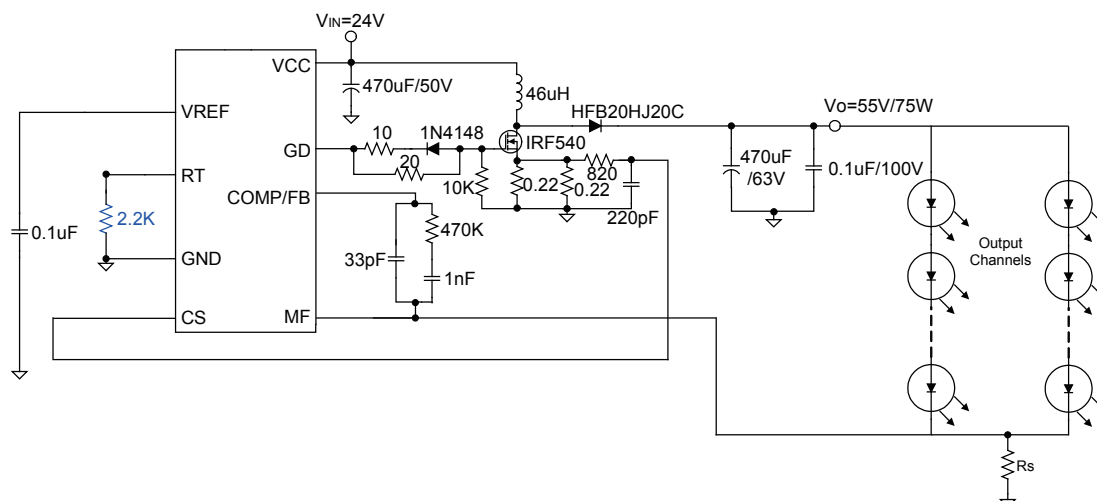 VIN=24V
VCC
470uF/50V
46uH
HFB20HJ20C
Vo=55V/75W
VREF
10
1N4148
IRF540
GD
20
RT
10K
0.22
0.22
820
220pF
470uF
/63V
0.1uF/100V
COMP/FB
2.2K
0.1uF
470K
33pF
1nF
GND
CS
MF
Output
Channels
Rs